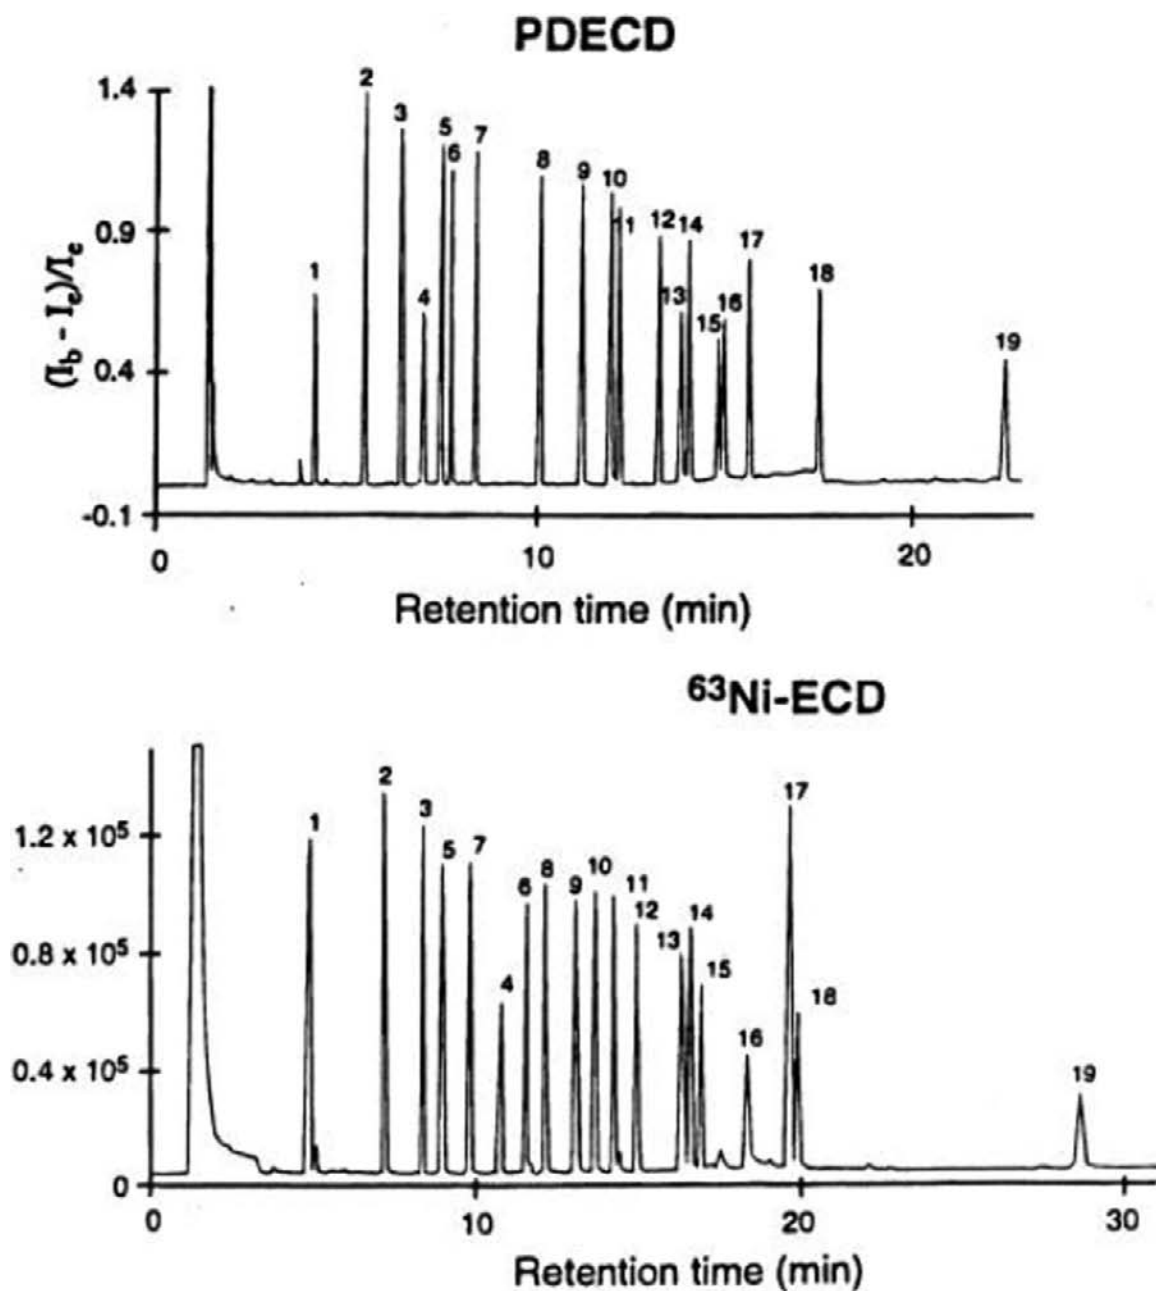 PDECD
1.4
0.9
0.4
-0.1
(I_b - I_e)/I_e
1 2 3 4 5 6 7 8 9 10 11 12 13 14 15 16 17 18 19
0 10 20
Retention time (min)
⁶³Ni-ECD
1.2 x 10⁵
0.8 x 10⁵
0.4 x 10⁵
0
1 2 3 5 7 4 6 8 9 10 11 12 13 14 15 16 17 18 19
0 10 20 30
Retention time (min)